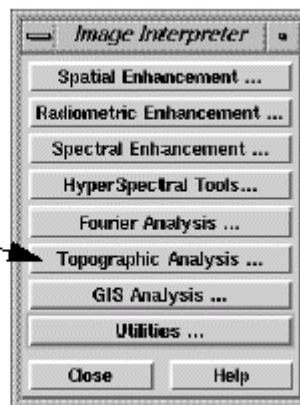 Image Interpreter
Spatial Enhancement ...
Radiometric Enhancement ...
Spectral Enhancement ...
HyperSpectral Tools...
Fourier Analysis ...
Topographic Analysis ...
GIS Analysis ...
Utilities ...
Close Help